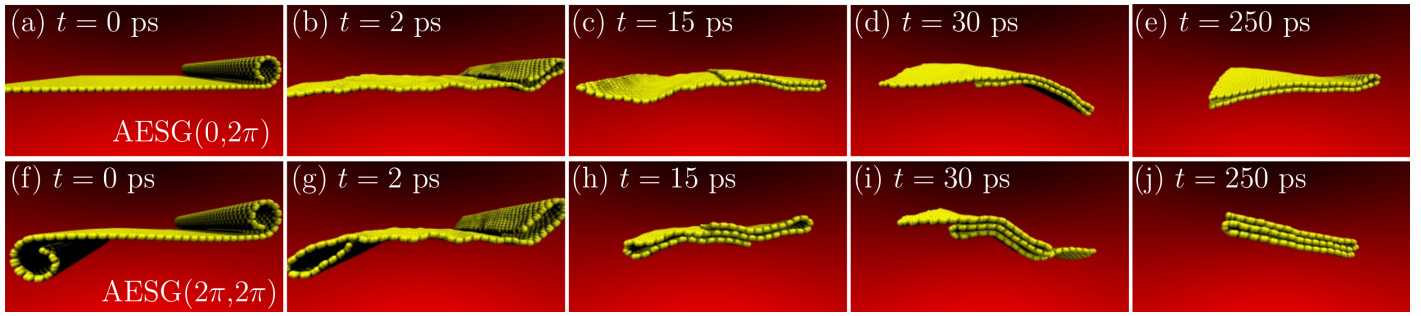 (a) t = 0 ps
(b) t = 2 ps
(c) t = 15 ps
(d) t = 30 ps
(e) t = 250 ps
AESG(0,2π)
(f) t = 0 ps
(g) t = 2 ps
(h) t = 15 ps
(i) t = 30 ps
(j) t = 250 ps
AESG(2π,2π)